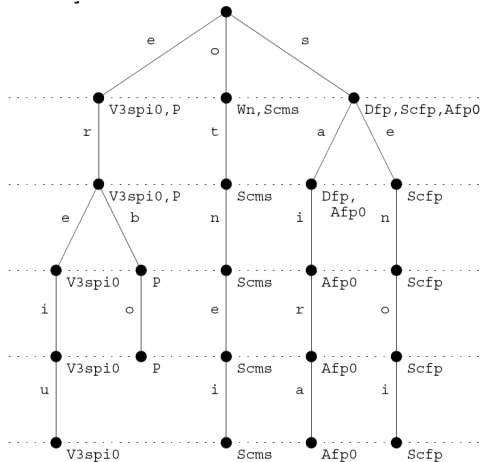 e o s
V3spi0,P Wn,Scms Dfp,Scfp,Afp0
r t a e
V3spi0,P Scms Dfp, Scfp
Afp0
e b n i n
V3spi0 P Scms Afp0 Scfp
i o e r o
V3spi0 P Scms Afp0 Scfp
u i a i
V3spi0 Scms Afp0 Scfp